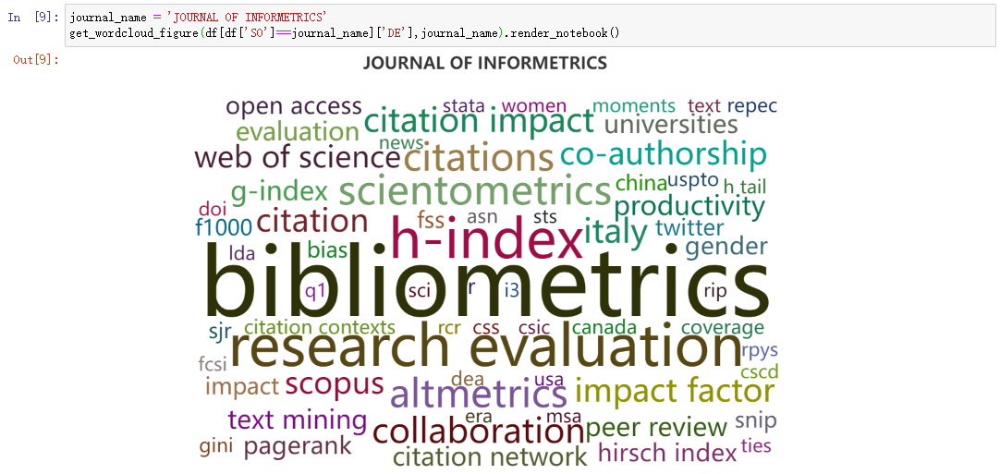 In [9]: journal_name = 'JOURNAL OF INFORMETRICS'
get_wordcloud_figure(df[df['SO']==journal_name]['DE'],journal_name).render_notebook()
Out[9]:
JOURNAL OF INFORMETRICS
open access stata women moments text repec
evaluation citation impact universities
web of science news citations co-authorship
g-index scientometrics china uspto h tail
doi citation fss asn sts productivity
f1000 h-index italy twitter
lda bias gender
bibliometrics
q1 sci r i3 rip
sjr citation contexts rcr css csic canada coverage
fcsi research evaluation rpys
impact scopus dea usa cscd
altmetrics impact factor
text mining era msa snip
collaboration peer review
gini pagerank citation network hirsch index ties